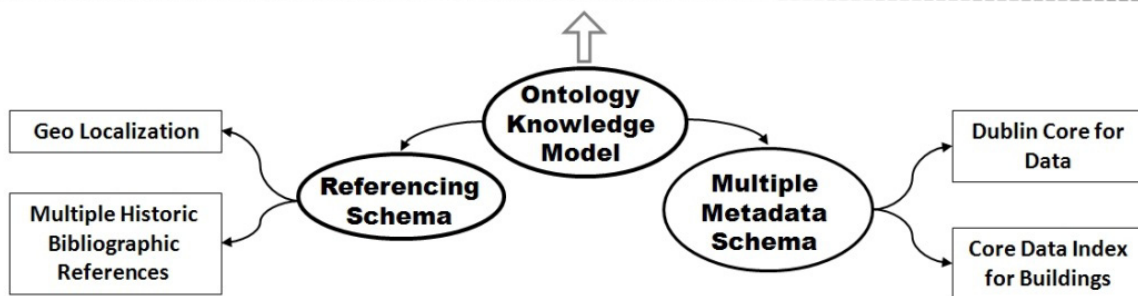 Ontology
Knowledge
Model
Referencing
Schema
Multiple
Metadata
Schema
Geo Localization
Multiple Historic
Bibliographic
References
Dublin Core for
Data
Core Data Index
for Buildings